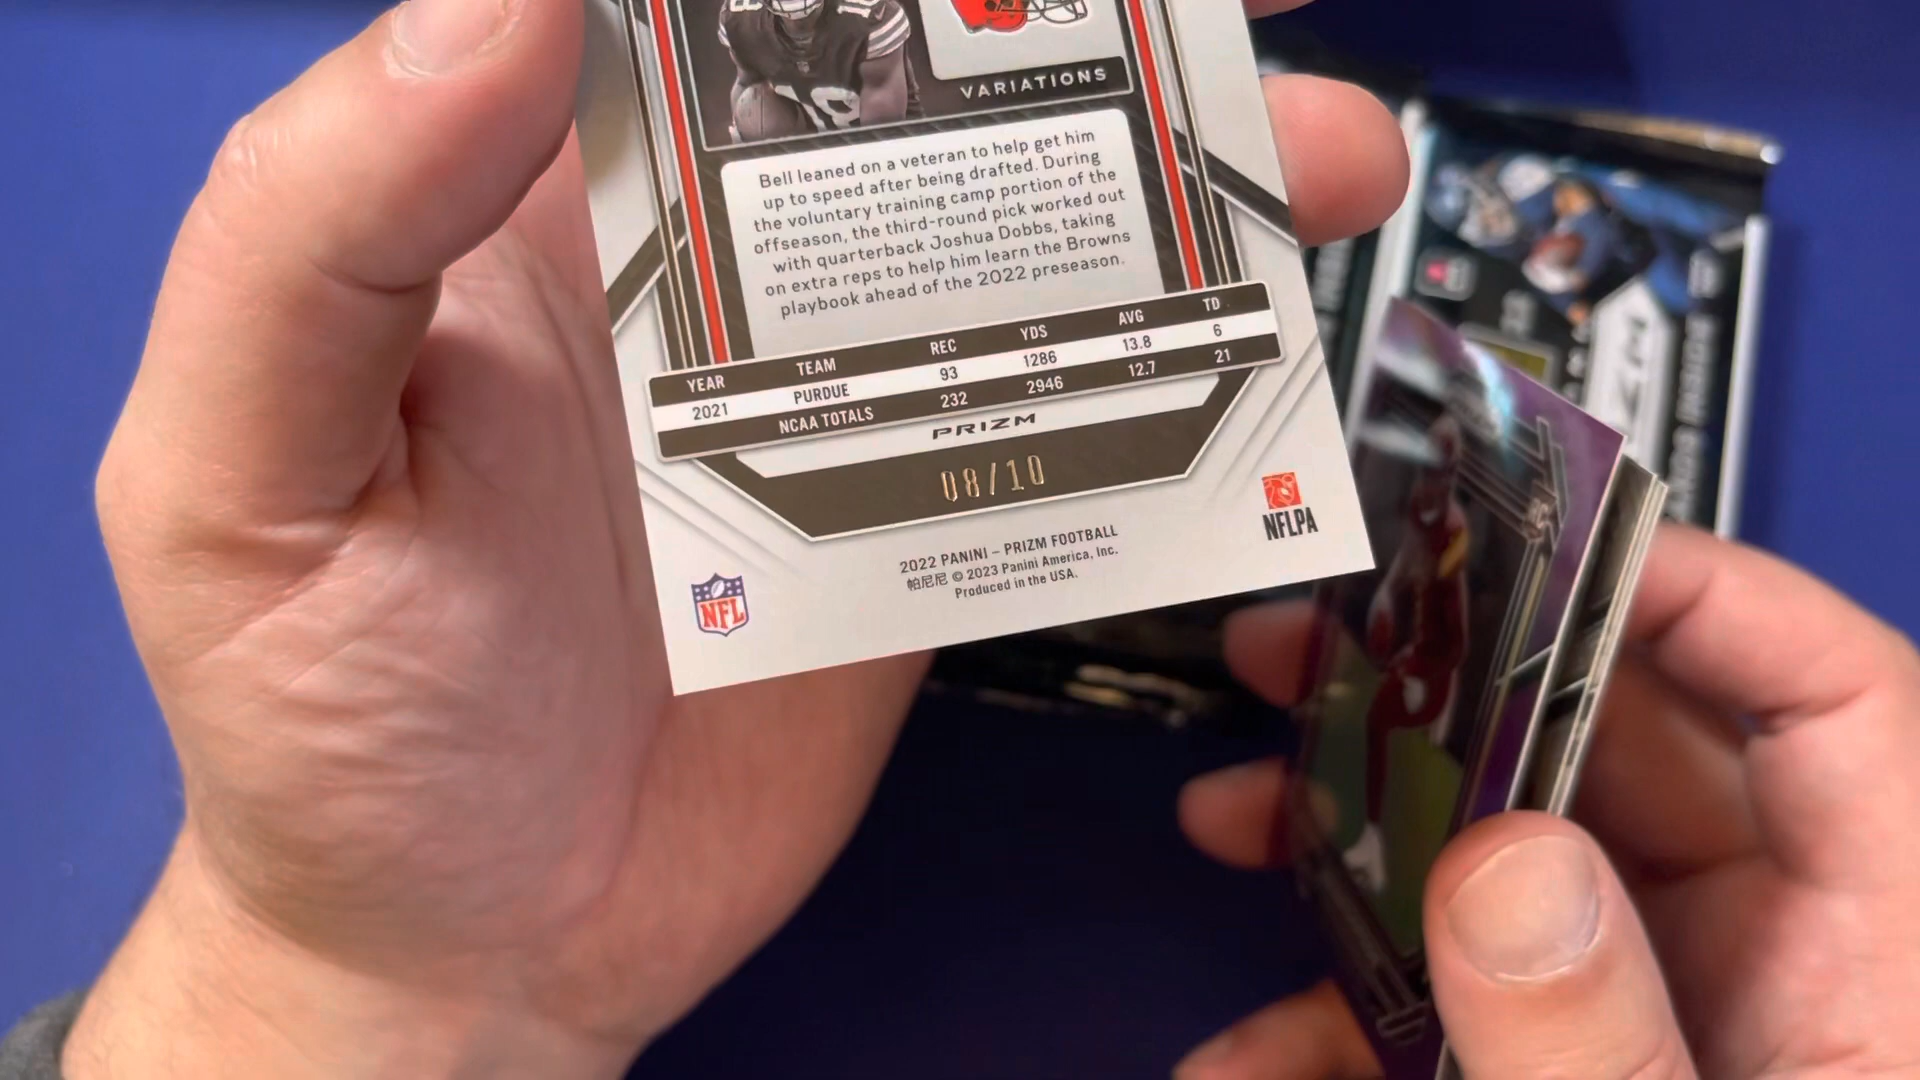 18
VARIATIONS
Bell leaned on a veteran to help get him
up to speed after being drafted. During
the voluntary training camp portion of the
offseason, the third-round pick worked out
with quarterback Joshua Dobbs, taking
on extra reps to help him learn the Browns
playbook ahead of the 2022 preseason.
YEAR TEAM REC YDS AVG TD
2021 PURDUE 93 1286 13.8 6
NCAA TOTALS 232 2946 12.7 21
PRIZM
08/10
2022 PANINI – PRIZM FOOTBALL
帕尼尼 © 2023 Panini America, Inc.
Produced in the USA.
NFL
NFLPA